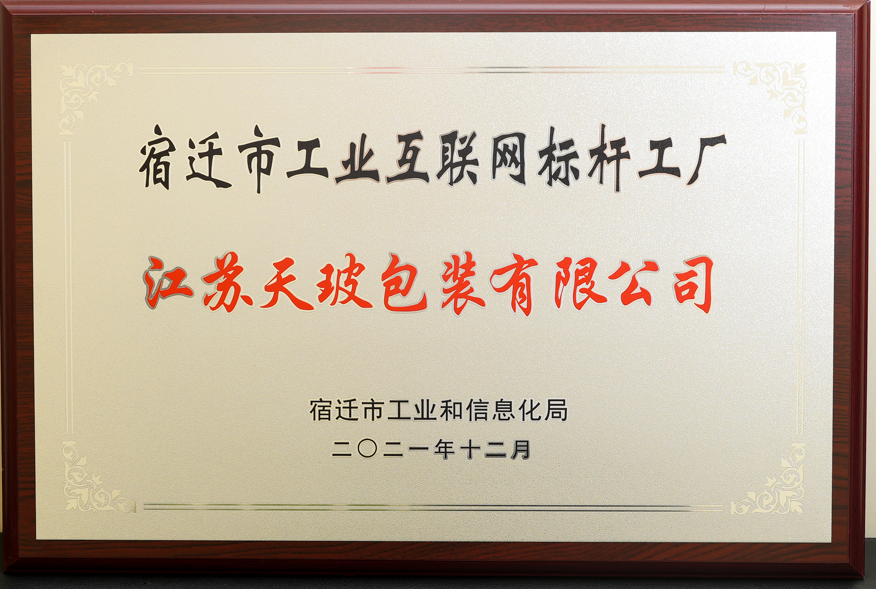 宿迁市工业互联网标杆工厂
江苏天玻包装有限公司
宿迁市工业和信息化局
二〇二一年十二月